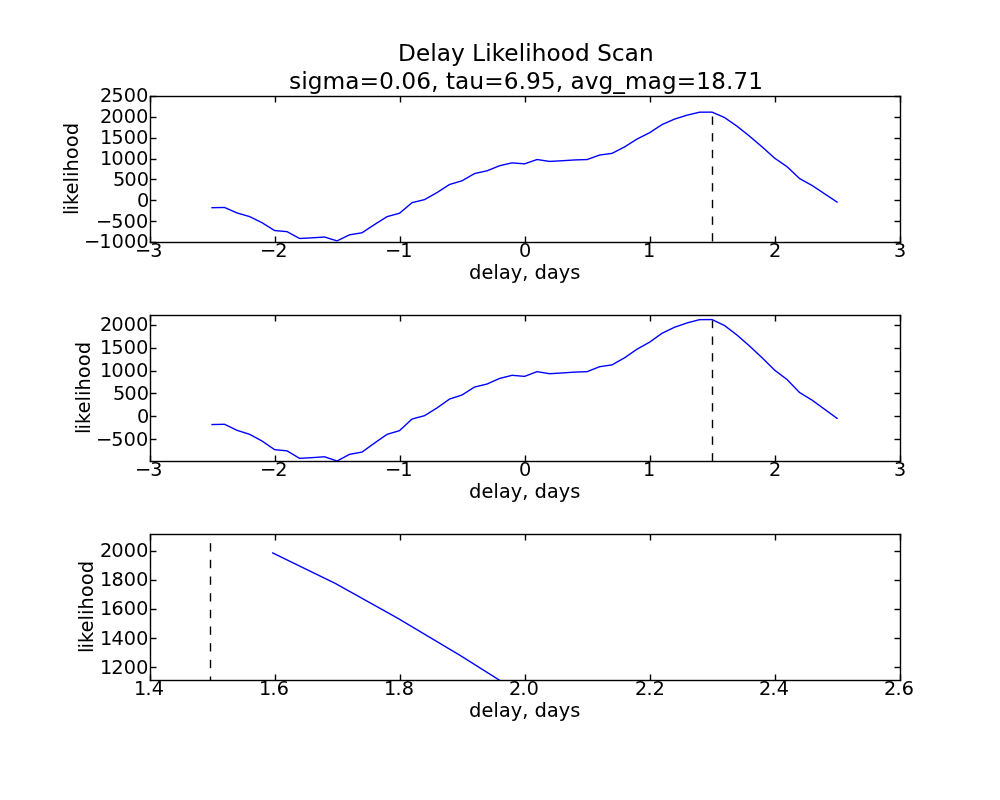 Delay Likelihood Scan
sigma=0.06, tau=6.95, avg_mag=18.71
2500
2000
1500
1000
500
0
−500
−1000
likelihood
−3 −2 −1 0 1 2 3
delay, days
2000
1500
1000
500
0
−500
likelihood
−3 −2 −1 0 1 2 3
delay, days
2000
1800
1600
1400
1200
likelihood
1.4 1.6 1.8 2.0 2.2 2.4 2.6
delay, days